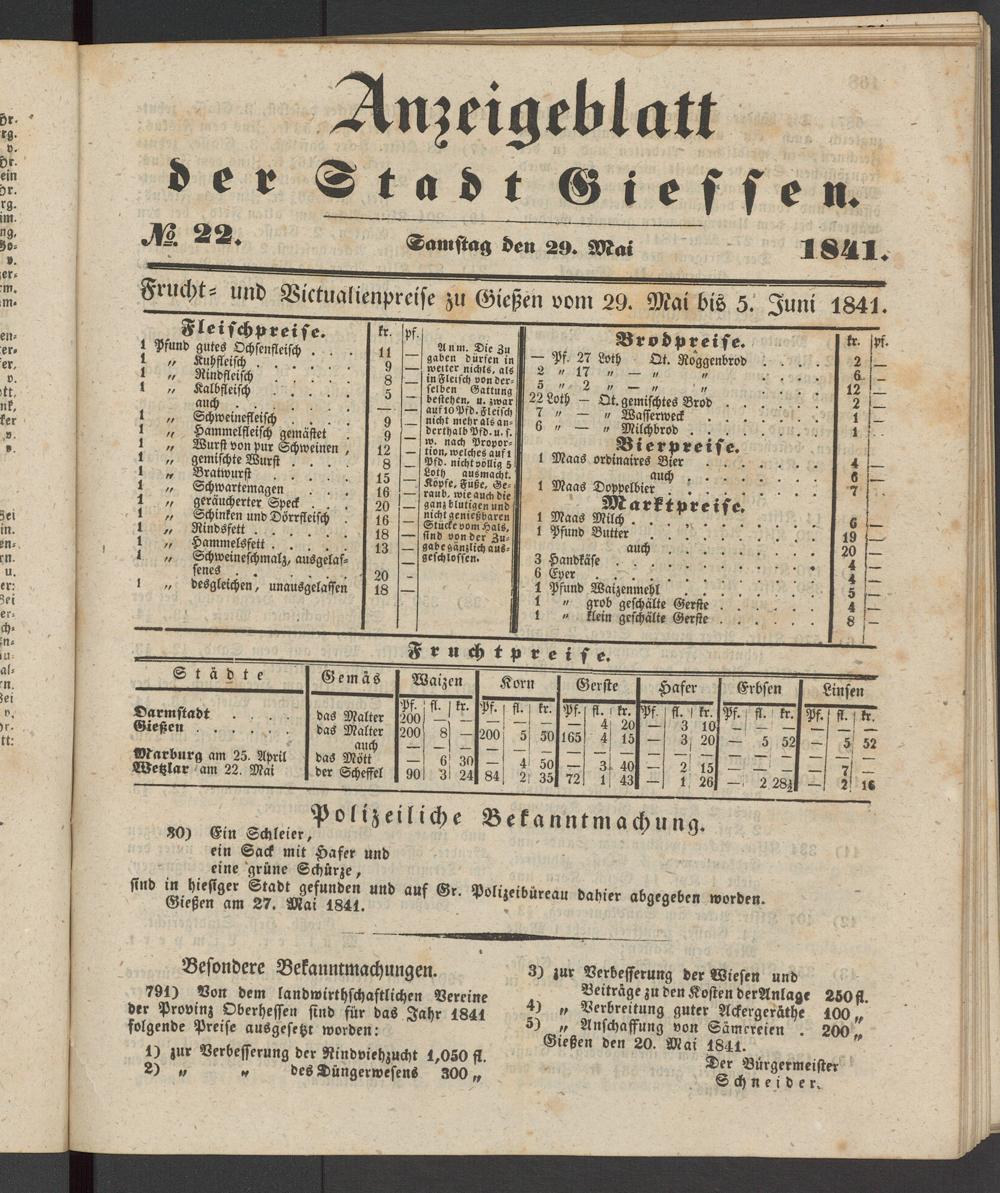 Anzeigeblatt
der Stadt Giessen.
No. 22. Samstag den 29. Mai 1841.
Frucht= und Victualienpreise zu Gießen vom 29. Mai bis 5. Juni 1841.
Fleischpreise. kr. pf.
1 Pfund gutes Ochsenfleisch . . . . 11 —
1 „ Kuhfleisch . . . . 9 —
1 „ Rindfleisch . . . . 8 —
1 „ Kalbfleisch . . . . 5 —
auch . . . . —
1 „ Schweinefleisch . . . . 9 —
1 „ Hammelfleisch gemästet . 9 —
1 „ Wurst von pur Schweinen , 12 —
1 „ gemischte Wurst . . . . 8 —
1 „ Bratwurst . . . . 15 —
1 „ Schwartemagen . . . . 16 —
1 „ geräucherter Speck . . . 20 —
1 „ Schinken und Dörrfleisch 16 —
1 „ Rindsfett . . . . 18 —
1 „ Hammelsfett . . . . 13 —
1 „ Schweineschmalz, ausgelas=
senes . . . . 20 —
1 „ desgleichen, unausgelassen 18 —
Anm. Die Zu
gaben dürfen in
weiter nichts, als
in Fleisch von der=
selben Gattung
bestehen, u. zwar
auf 10 Pfd. Fleisch
nicht mehr als an=
derthalb Pfd. u. s.
w. nach Propor=
tion, welches auf 1
Pfd. nicht völlig 5
Loth ausmacht.
Köpfe, Füße, Ge=
raub, wie auch die
ganz blutigen und
nicht genießbaren
Stücke vom Hals,
sind von der Zu=
gabe gänzlich aus=
geschlossen.
Brodpreise. kr. pf.
— Pf. 27 Loth — Qt. Roggenbrod . . . . 2 —
2 „ 17 „ — „ „ . . . . 6 —
5 „ 2 „ — „ „ . . . . 12 —
22 Loth — Qt. gemischtes Brod . . . . 2 —
7 „ — „ Wasserweck . . . . 1 —
6 „ — „ Milchbrod . . . . 1 —
Bierpreise.
1 Maas ordinaires Bier . . . . 4 —
auch . . . . 6 —
1 Maas Doppelbier . . . . 7 —
Marktpreise.
1 Maas Milch . . . . 6 —
1 Pfund Butter . . . . 19 —
auch . . . . 20 —
3 Handkäse . . . . 4 —
6 Eyer . . . . 4 —
1 Pfund Waizenmehl . . . . 5 —
1 „ grob geschälte Gerste . . . . 4 —
1 „ klein geschälte Gerste . . . . 8 —
Fruchtpreise.
Städte Gemäs Waizen Korn Gerste Hafer Erbsen Linsen
Pf. fl. kr. Pf. fl. kr. Pf. fl. kr. Pf. fl. kr. Pf. fl. kr. Pf. fl. kr.
Darmstadt . . . . das Malter 200 — — — — — — 4 20 — 3 10 — — — — — —
Gießen . . . . . . das Malter 200 8 — 200 5 50 165 4 15 — 3 20 — 5 52 — 5 52
auch — — — — — — — — — — — — — — — — — —
Marburg am 25. April das Mött — 6 30 — 4 50 — 3 40 — 2 15 — — — — 7 —
Wetzlar am 22. Mai der Scheffel 90 3 24 84 2 35 72 1 43 — 1 26 — 2 28½ — 2 16
Polizeiliche Bekanntmachung.
30) Ein Schleier,
ein Sack mit Hafer und
eine grüne Schürze,
sind in hiesiger Stadt gefunden und auf Gr. Polizeibüreau dahier abgegeben worden.
Gießen am 27. Mai 1841.
Besondere Bekanntmachungen.
791) Von dem landwirthschaftlichen Vereine
der Provinz Oberhessen sind für das Jahr 1841
folgende Preise ausgesetzt worden:
1) zur Verbesserung der Rindviehzucht 1,050 fl.
2) „ „ des Düngerwesens 300 „
3) zur Verbesserung der Wiesen und
Beiträge zu den Kosten der Anlage 250 fl.
4) „ Verbreitung guter Ackergeräthe 100 „
5) „ Anschaffung von Sämereien . 200 „
Gießen den 20. Mai 1841.
Der Bürgermeister
Schneider.